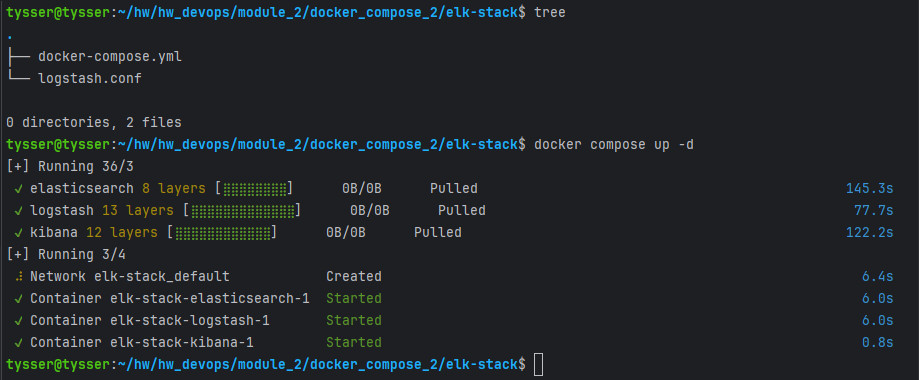 tysser@tysser:~/hw/hw_devops/module_2/docker_compose_2/elk-stack$ tree
.
├── docker-compose.yml
└── logstash.conf
0 directories, 2 files
tysser@tysser:~/hw/hw_devops/module_2/docker_compose_2/elk-stack$ docker compose up -d
[+] Running 36/3
✓ elasticsearch 8 layers [⣿⣿⣿⣿⣿⣿⣿⣿] 0B/0B Pulled 145.3s
✓ logstash 13 layers [⣿⣿⣿⣿⣿⣿⣿⣿⣿⣿⣿⣿⣿] 0B/0B Pulled 77.7s
✓ kibana 12 layers [⣿⣿⣿⣿⣿⣿⣿⣿⣿⣿⣿⣿] 0B/0B Pulled 122.2s
[+] Running 3/4
⠼ Network elk-stack_default Created 6.4s
✓ Container elk-stack-elasticsearch-1 Started 6.0s
✓ Container elk-stack-logstash-1 Started 6.0s
✓ Container elk-stack-kibana-1 Started 0.8s
tysser@tysser:~/hw/hw_devops/module_2/docker_compose_2/elk-stack$